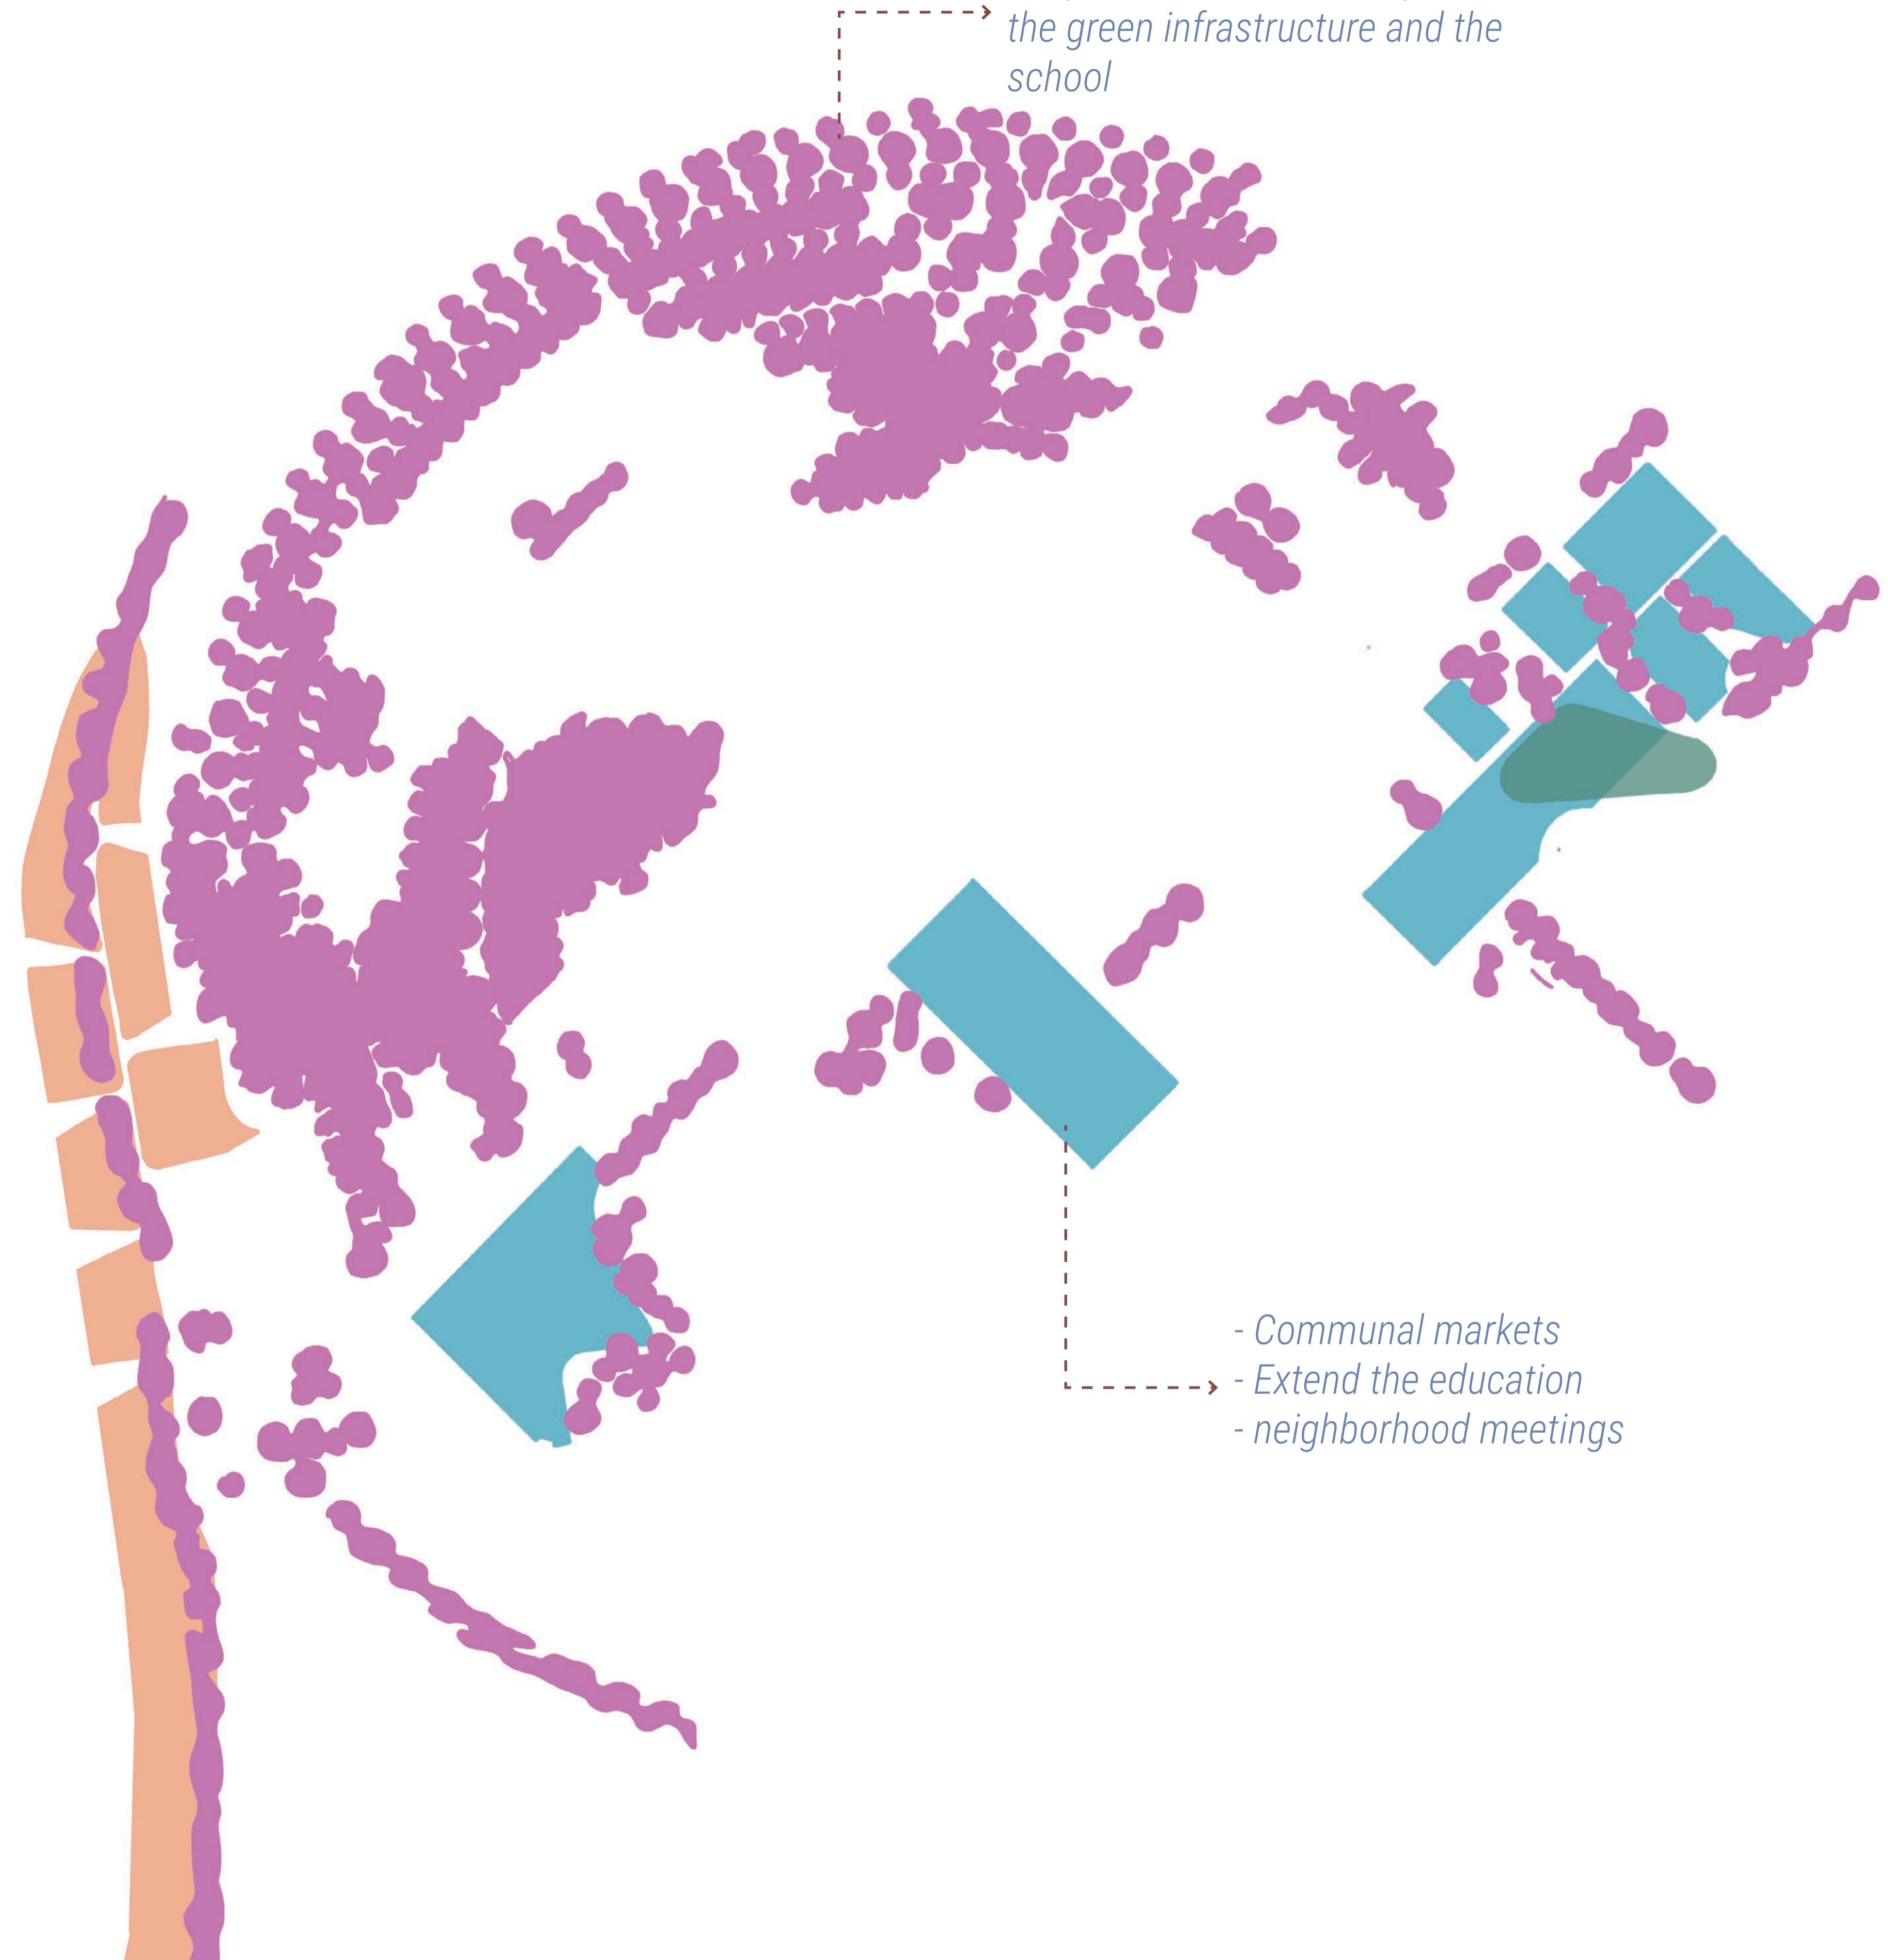 the green infrastructure and the
school
- Communal markets
- Extend the education
- neighborhood meetings